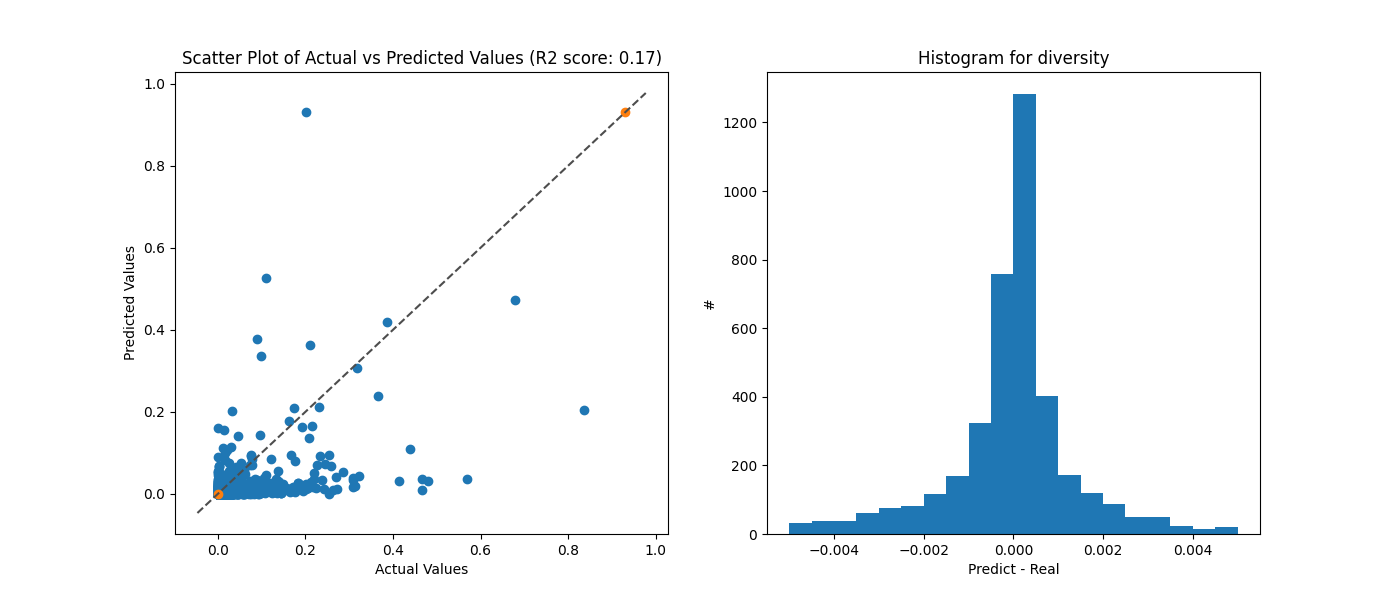 Scatter Plot of Actual vs Predicted Values (R2 score: 0.17)
1.0
0.8
0.6
0.4
0.2
0.0
Predicted Values
0.0 0.2 0.4 0.6 0.8 1.0
Actual Values
Histogram for diversity
1200
1000
800
600
400
200
0
#
−0.004 −0.002 0.000 0.002 0.004
Predict - Real